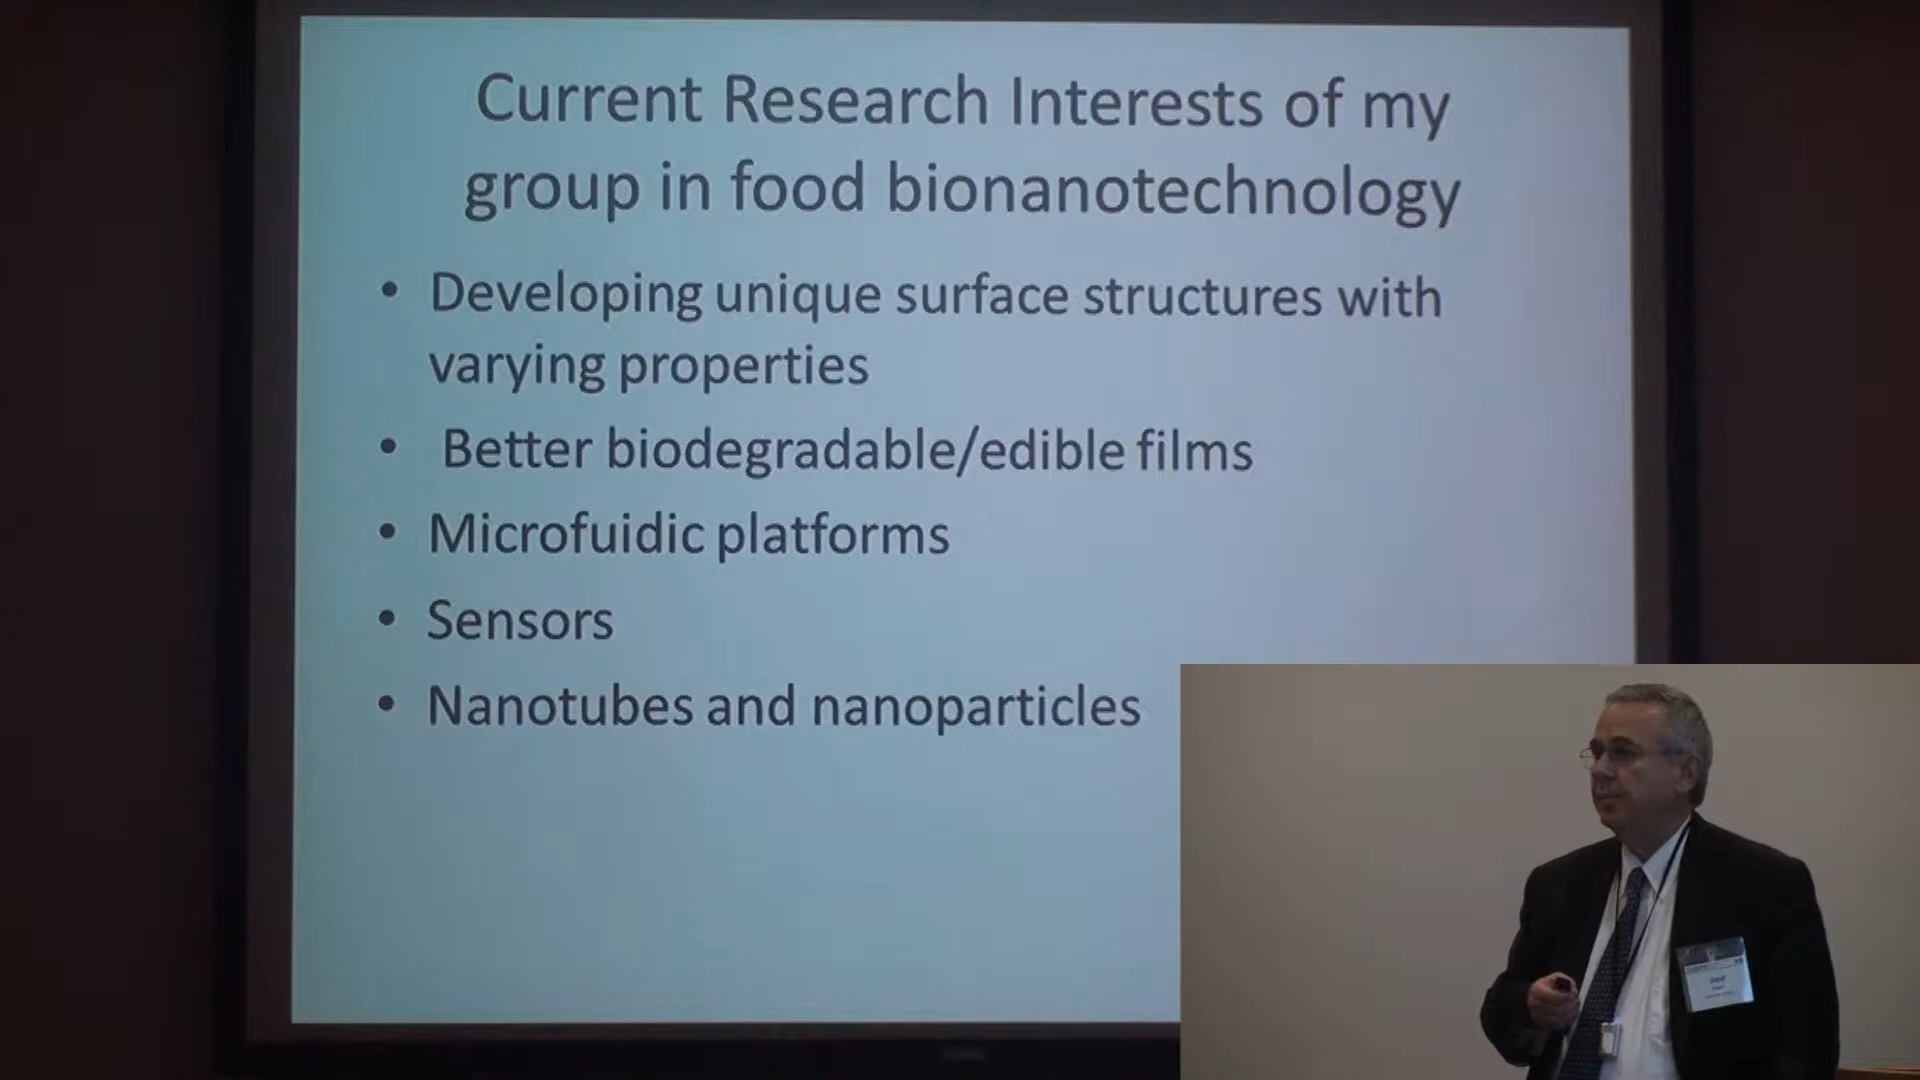 Current Research Interests of my
group in food bionanotechnology
• Developing unique surface structures with
varying properties
• Better biodegradable/edible films
• Microfuidic platforms
• Sensors
• Nanotubes and nanoparticles